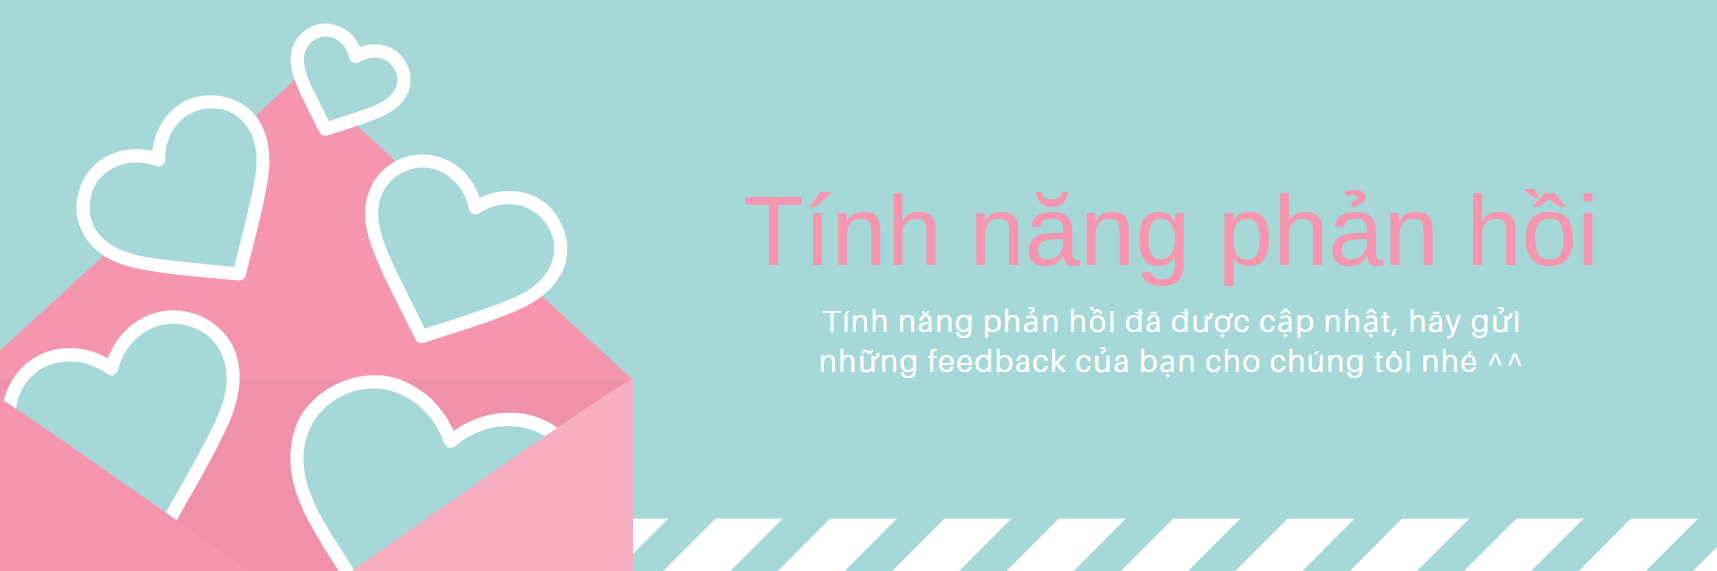 Tính năng phản hồi
Tính năng phản hồi đã được cập nhật, hãy gửi
những feedback của bạn cho chúng tôi nhé ^^